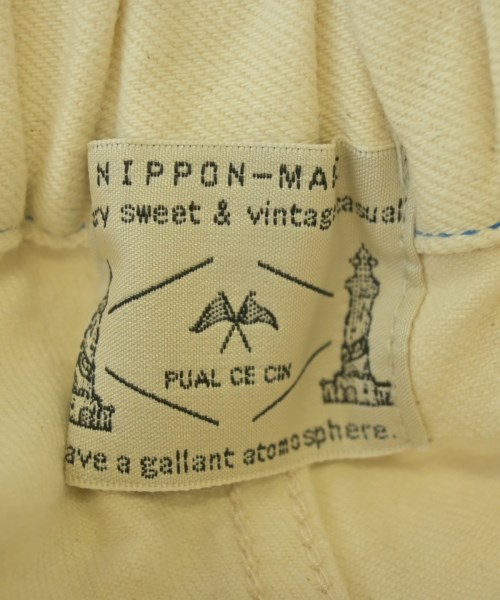 NIPPON-MA
sweet & vintag casual
PUAL CE CIN
ave a gallant atomosphere.